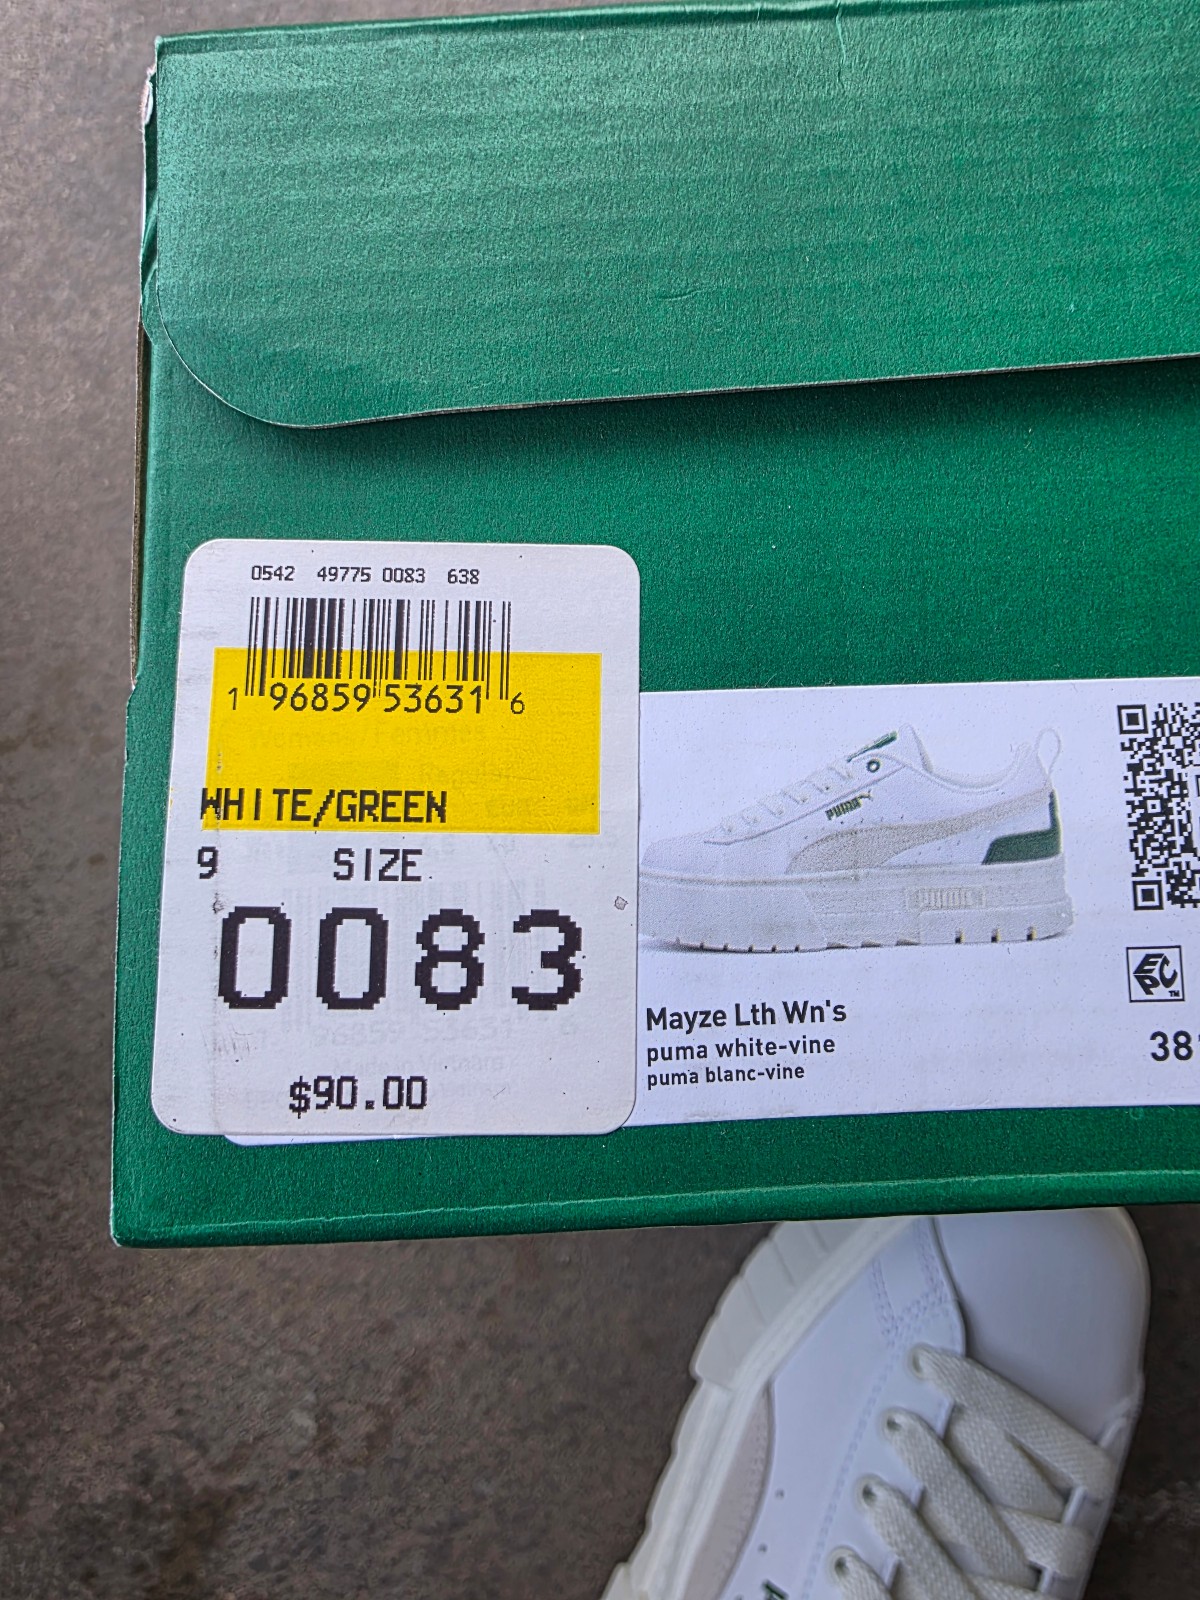 0542 49775 0083 638
1 96859 53631 6
WHITE/GREEN
9 SIZE
0083
$90.00
PUMA
PUMA
Mayze Lth Wn's
puma white-vine
puma blanc-vine
EPC™